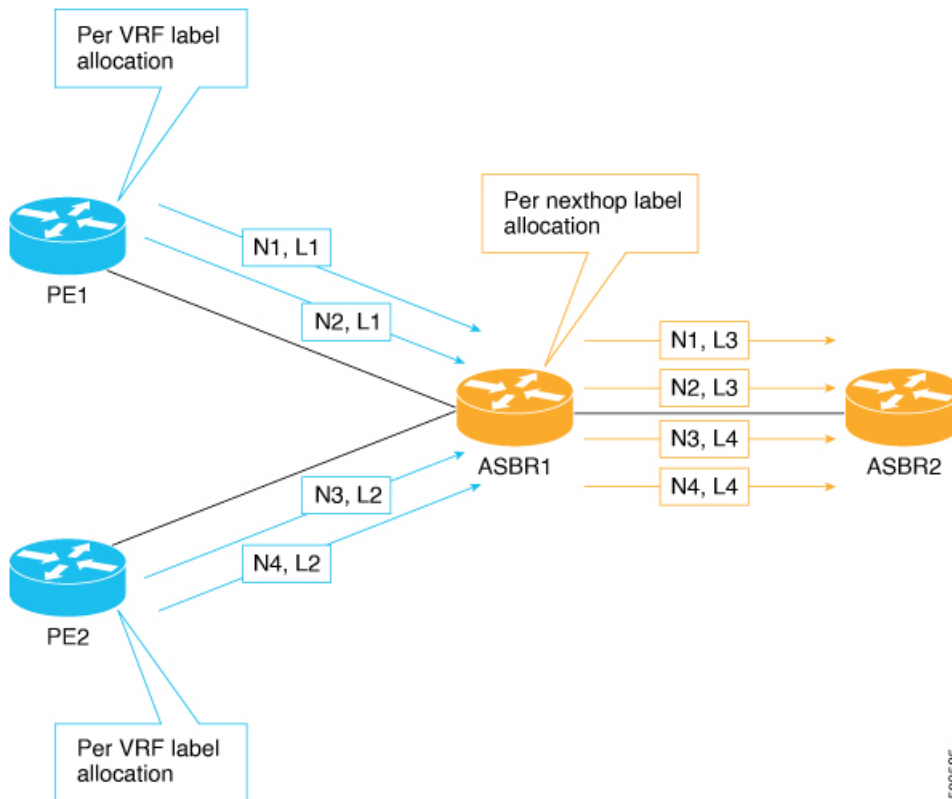 Per VRF label
allocation
Per nexthop label
allocation
PE1
N1, L1
N2, L1
N1, L3
N2, L3
N3, L4
N4, L4
ASBR1
ASBR2
N3, L2
N4, L2
PE2
Per VRF label
allocation